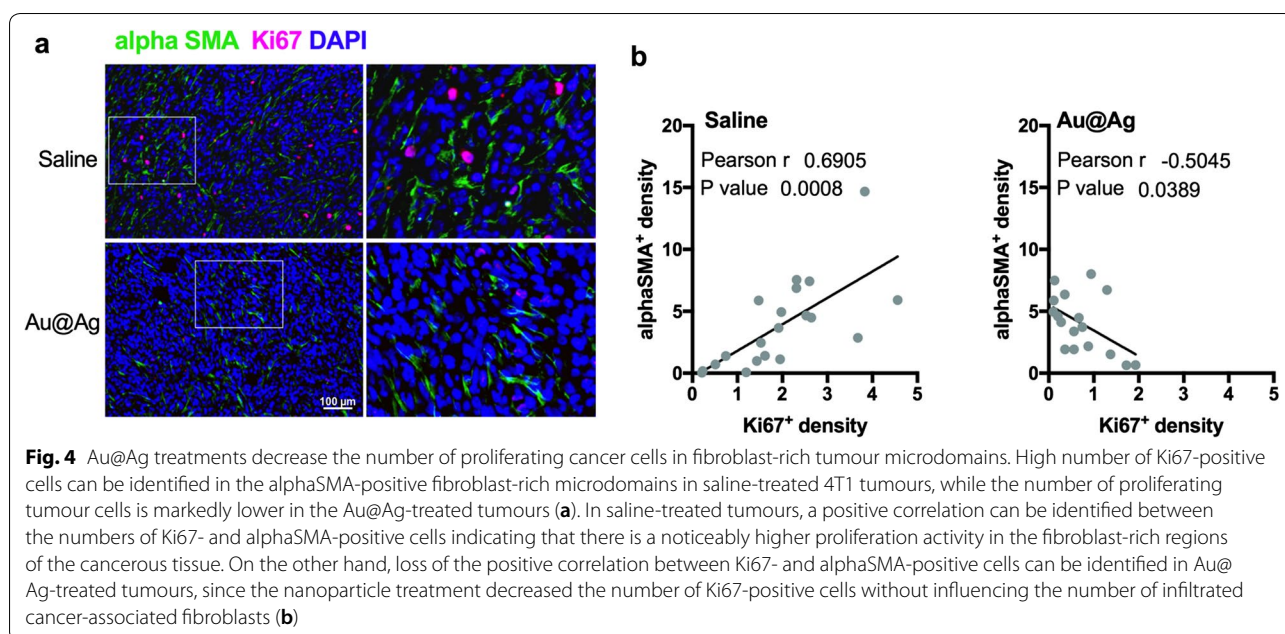 a
alpha SMA Ki67 DAPI
Saline
Au@Ag
100 µm
b
Saline
Pearson r 0.6905
P value 0.0008
alphaSMA⁺ density
20
15
10
5
0
0 1 2 3 4 5
Ki67⁺ density
Au@Ag
Pearson r -0.5045
P value 0.0389
alphaSMA⁺ density
20
15
10
5
0
0 1 2 3 4 5
Ki67⁺ density
Fig. 4 Au@Ag treatments decrease the number of proliferating cancer cells in fibroblast-rich tumour microdomains. High number of Ki67-positive
cells can be identified in the alphaSMA-positive fibroblast-rich microdomains in saline-treated 4T1 tumours, while the number of proliferating
tumour cells is markedly lower in the Au@Ag-treated tumours (a). In saline-treated tumours, a positive correlation can be identified between
the numbers of Ki67- and alphaSMA-positive cells indicating that there is a noticeably higher proliferation activity in the fibroblast-rich regions
of the cancerous tissue. On the other hand, loss of the positive correlation between Ki67- and alphaSMA-positive cells can be identified in Au@
Ag-treated tumours, since the nanoparticle treatment decreased the number of Ki67-positive cells without influencing the number of infiltrated
cancer-associated fibroblasts (b)